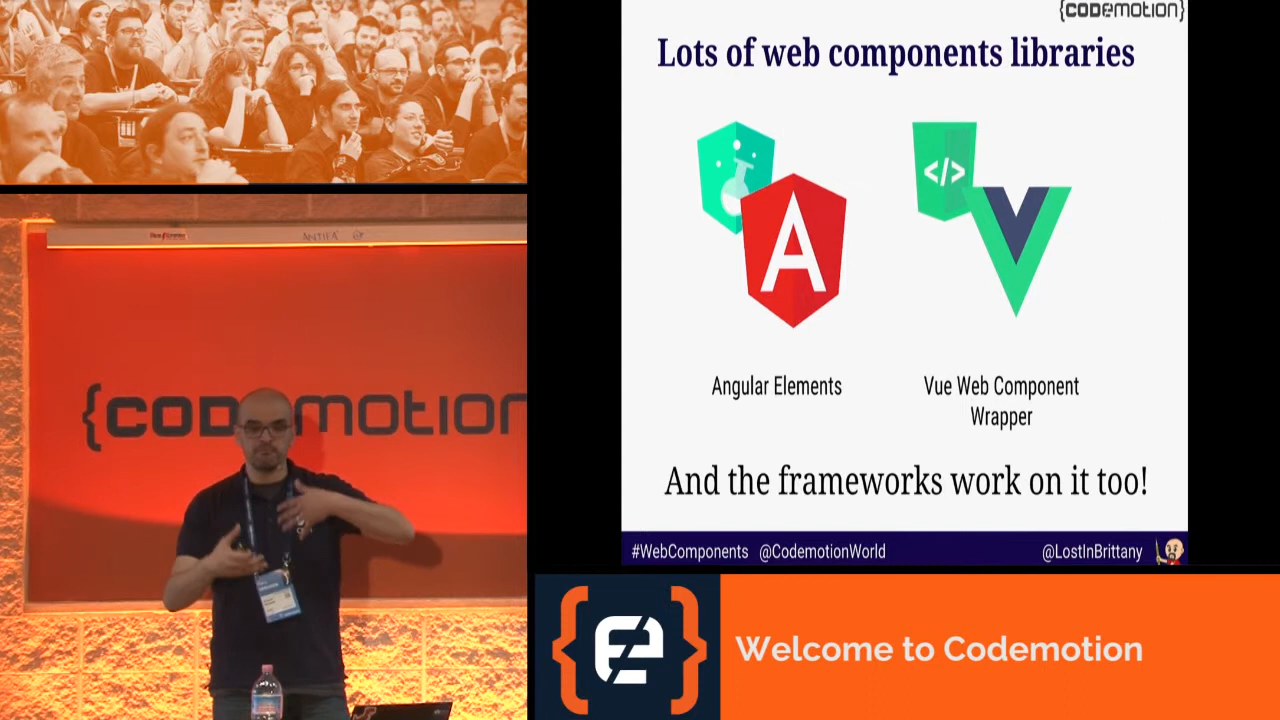 {CODEMOTION}
Lots of web components libraries
</>
A
Angular Elements
Vue Web Component
Wrapper
And the frameworks work on it too!
#WebComponents @CodemotionWorld
@LostInBrittany
ANTIFA
{CODEMOTION
Welcome to Codemotion